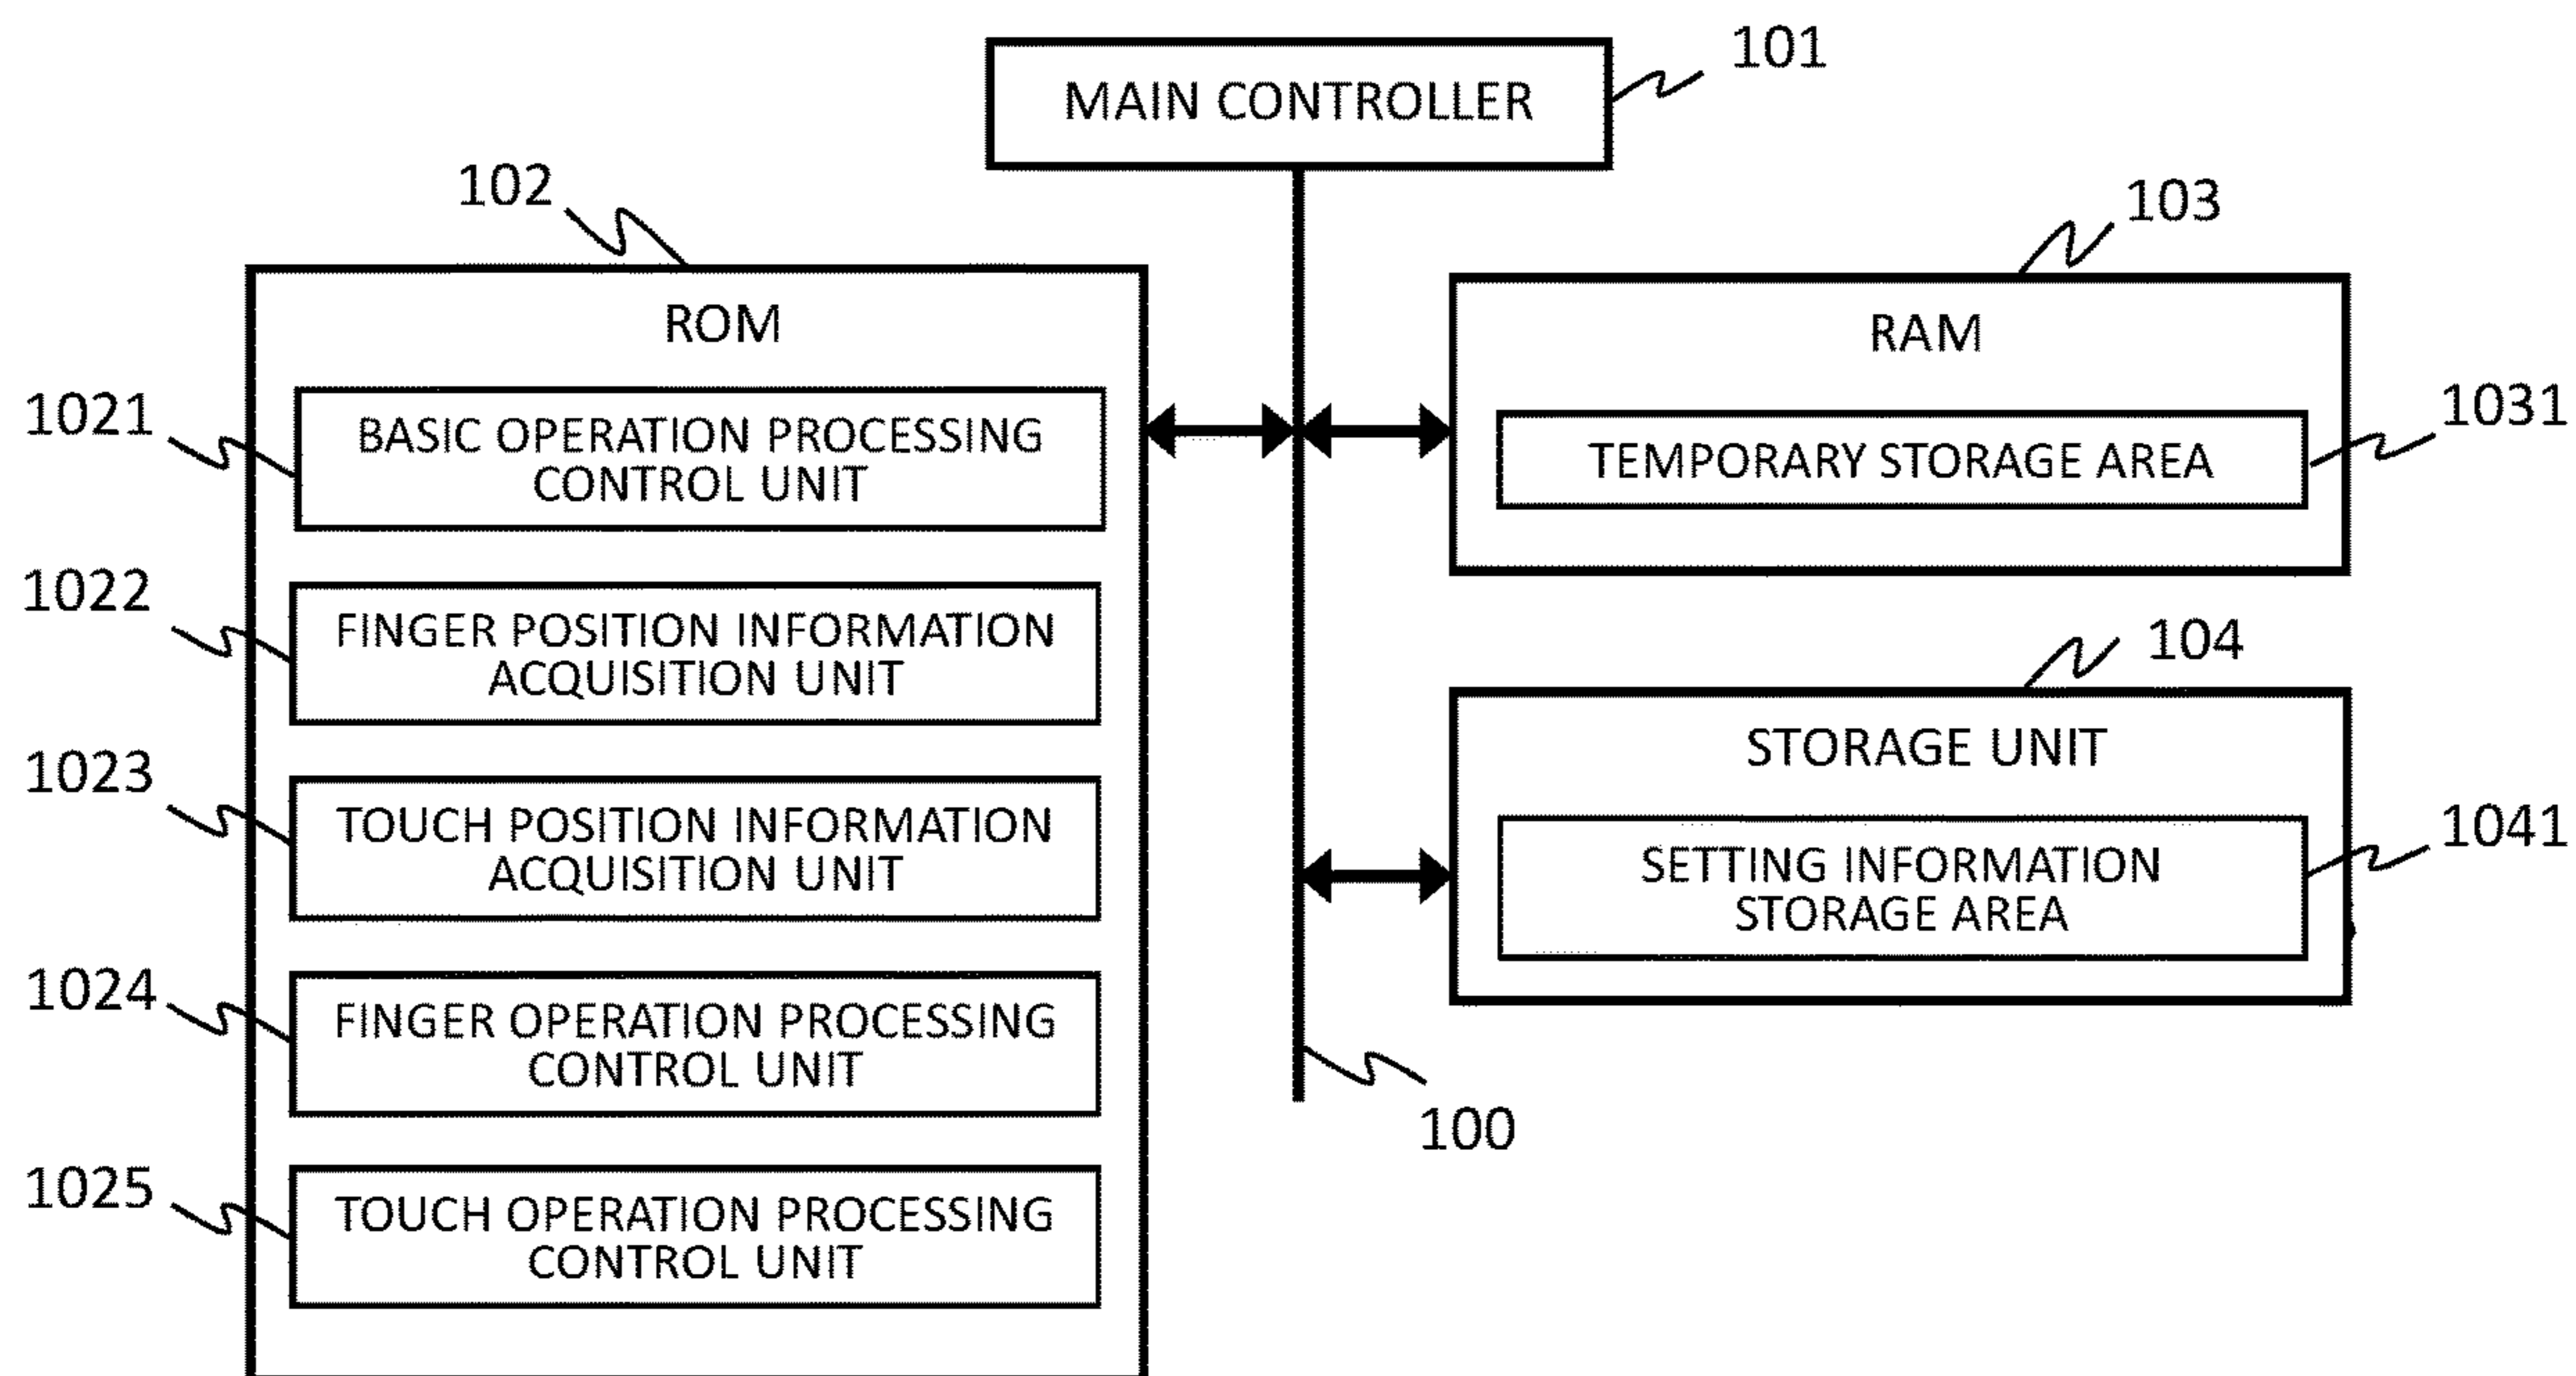 101
MAIN CONTROLLER
102
103
ROM
RAM
1021
BASIC OPERATION PROCESSING
CONTROL UNIT
1031
TEMPORARY STORAGE AREA
1022
FINGER POSITION INFORMATION
ACQUISITION UNIT
104
STORAGE UNIT
1023
TOUCH POSITION INFORMATION
ACQUISITION UNIT
1041
SETTING INFORMATION
STORAGE AREA
1024
FINGER OPERATION PROCESSING
CONTROL UNIT
100
1025
TOUCH OPERATION PROCESSING
CONTROL UNIT